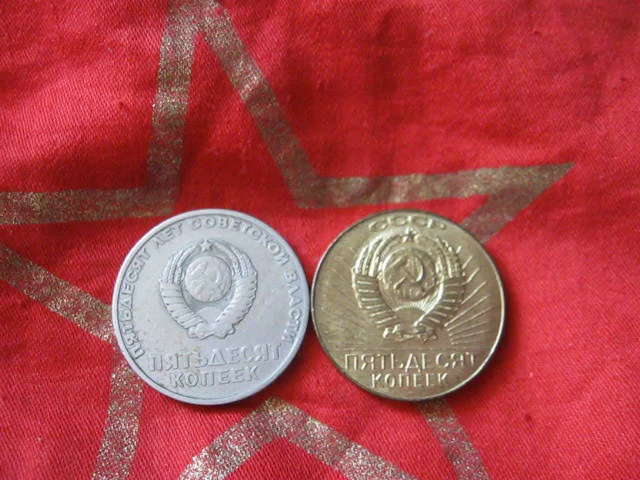 ПЯТЬДЕСЯТ ЛЕТ СОВЕТСКОЙ ВЛАСТИ
ПЯТЬДЕСЯТ
КОПЕЕК
СССР
ПЯТЬДЕСЯТ
КОПЕЕК